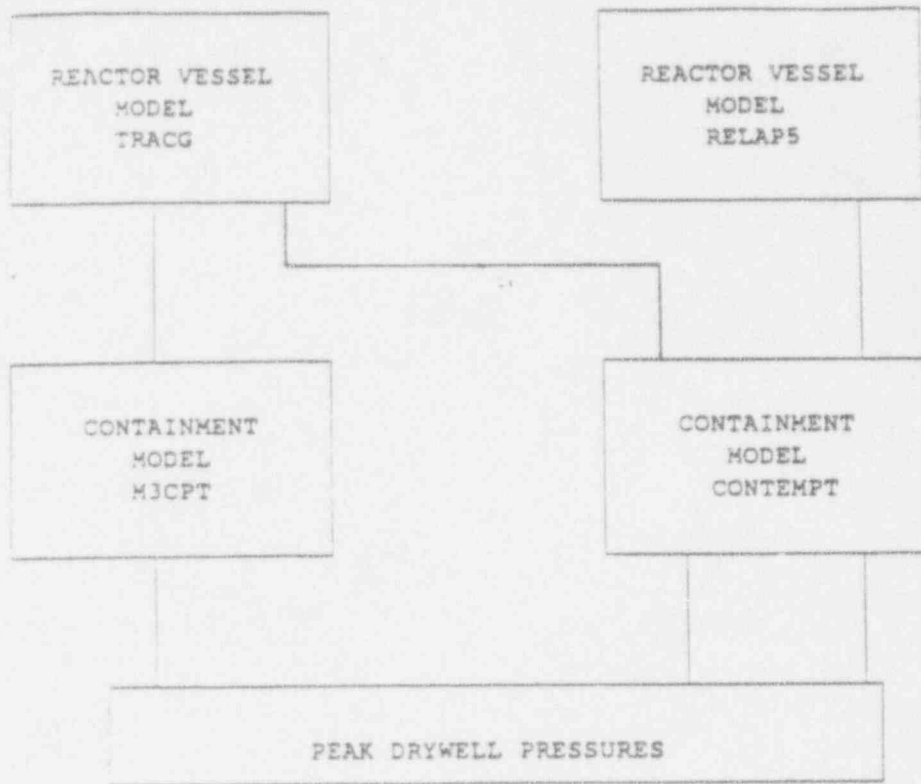 REACTOR VESSEL
MODEL
TRACG
REACTOR VESSEL
MODEL
RELAP5
CONTAINMENT
MODEL
M3CPT
CONTAINMENT
MODEL
CONTEMPT
PEAK DRYWELL PRESSURES